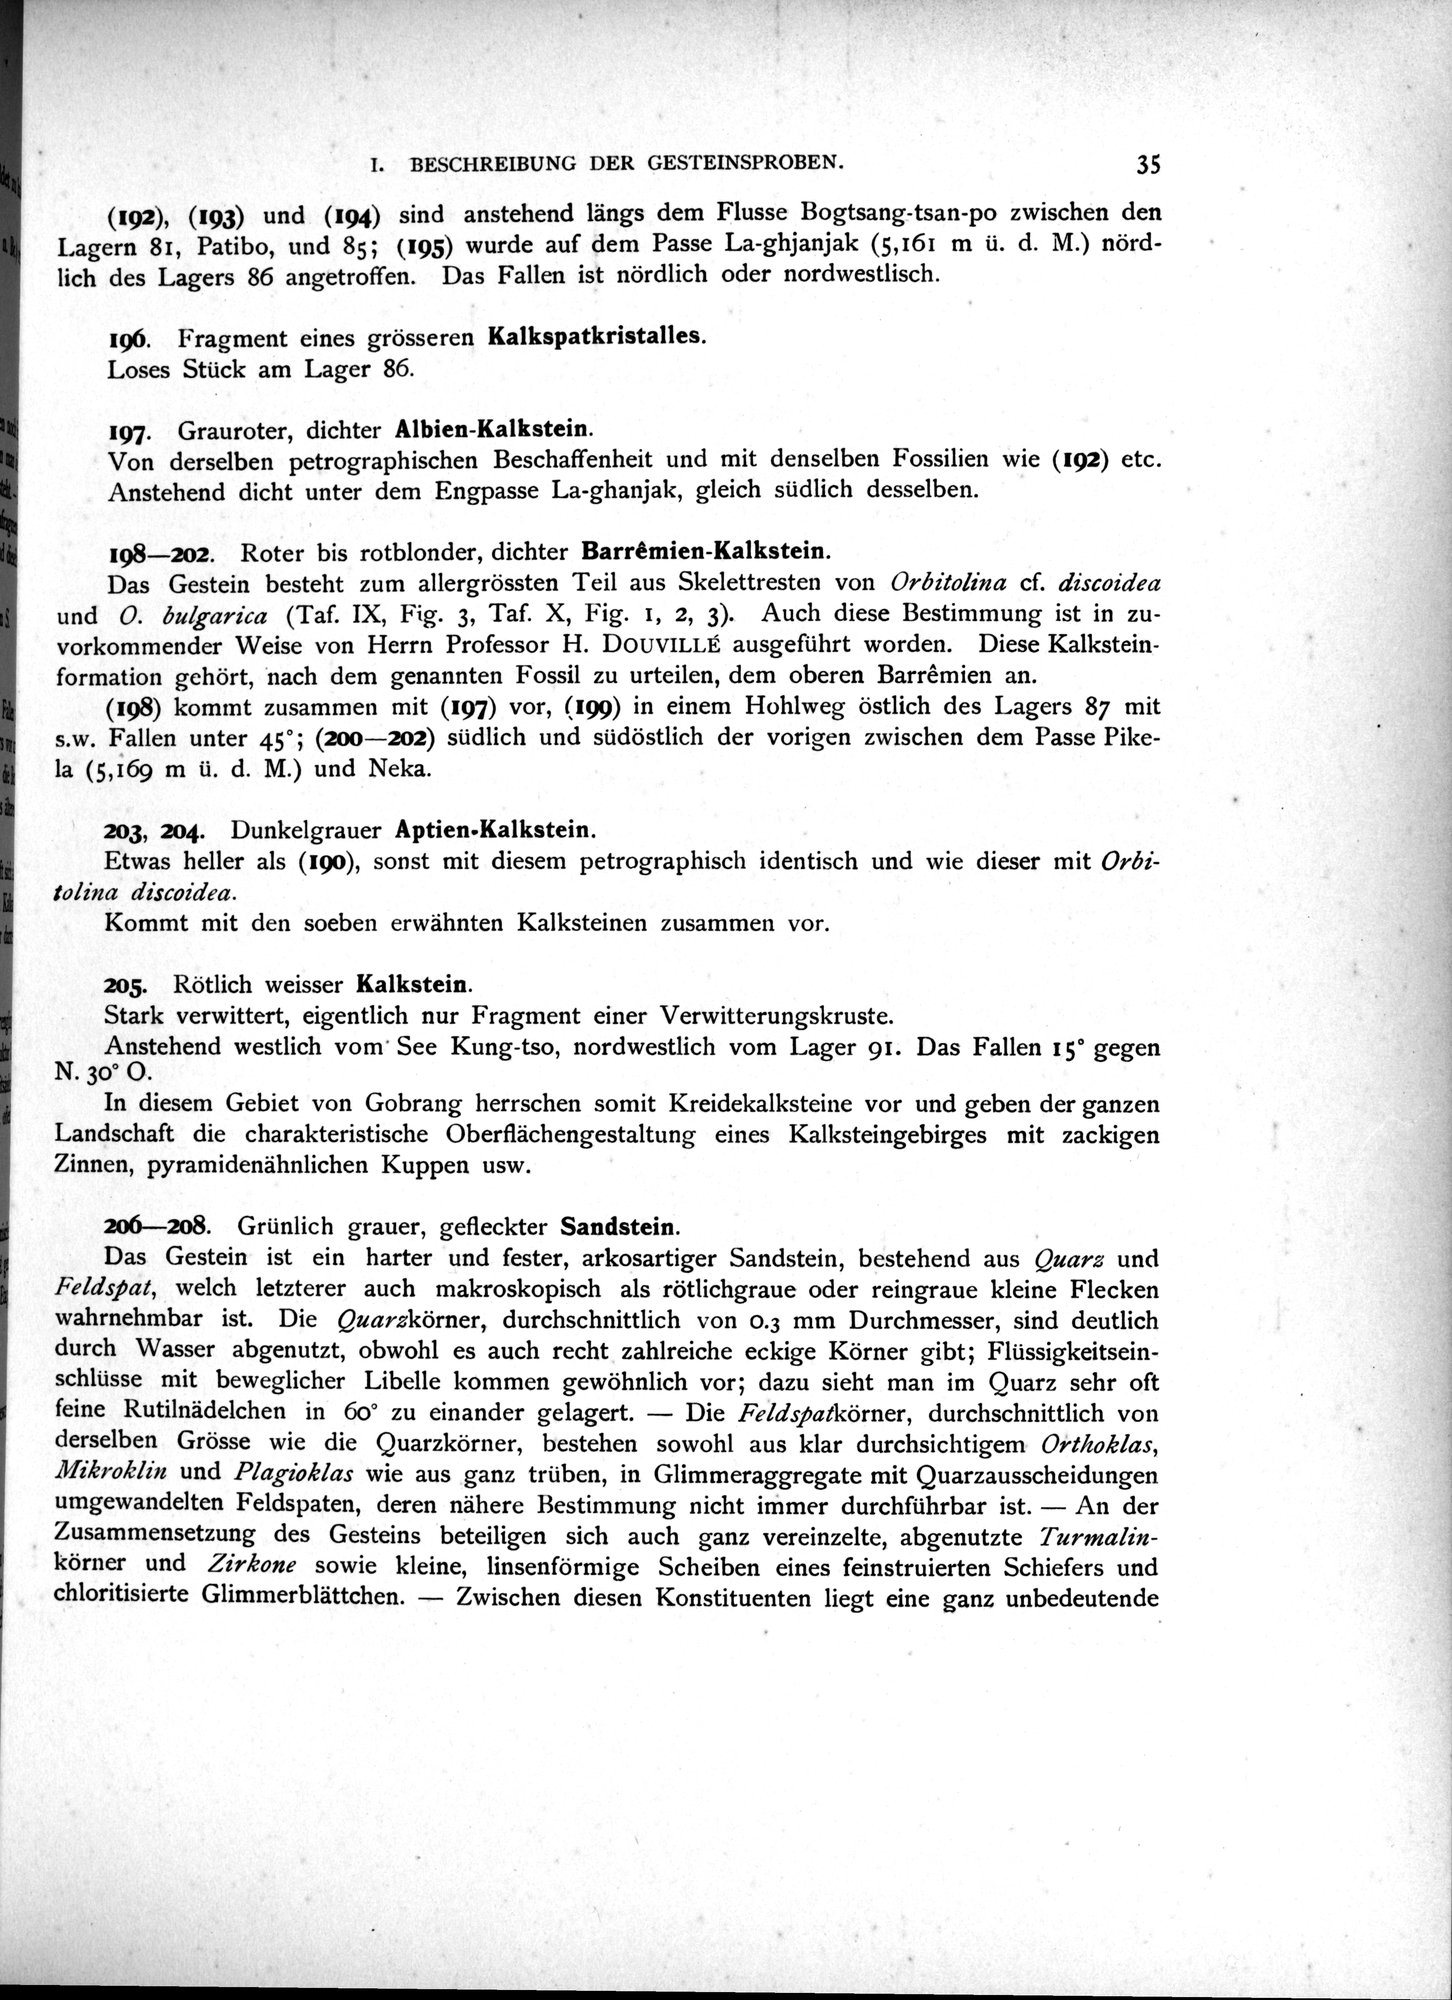 I. BESCHREIBUNG DER GESTEINSPROBEN. 35
(192), (193) und (194) sind anstehend längs dem Flusse Bogtsang-tsan-po zwischen den
Lagern 81, Patibo, und 85; (195) wurde auf dem Passe La-ghjanjak (5,161 m ü. d. M.) nörd-
lich des Lagers 86 angetroffen. Das Fallen ist nördlich oder nordwestlisch.
196. Fragment eines grösseren Kalkspatkristalles.
Loses Stück am Lager 86.
197. Grauroter, dichter Albien-Kalkstein.
Von derselben petrographischen Beschaffenheit und mit denselben Fossilien wie (192) etc.
Anstehend dicht unter dem Engpasse La-ghanjak, gleich südlich desselben.
198—202. Roter bis rotblonder, dichter Barrêmien-Kalkstein.
Das Gestein besteht zum allergrössten Teil aus Skelettresten von Orbitolina cf. discoidea
und O. bulgarica (Taf. IX, Fig. 3, Taf. X, Fig. 1, 2, 3). Auch diese Bestimmung ist in zu-
vorkommender Weise von Herrn Professor H. DOUVILLÉ ausgeführt worden. Diese Kalkstein-
formation gehört, nach dem genannten Fossil zu urteilen, dem oberen Barrêmien an.
(198) kommt zusammen mit (197) vor, (199) in einem Hohlweg östlich des Lagers 87 mit
s.w. Fallen unter 45°; (200—202) südlich und südöstlich der vorigen zwischen dem Passe Pike-
la (5,169 m ü. d. M.) und Neka.
203, 204. Dunkelgrauer Aptien-Kalkstein.
Etwas heller als (190), sonst mit diesem petrographisch identisch und wie dieser mit Orbi-
tolina discoidea.
Kommt mit den soeben erwähnten Kalksteinen zusammen vor.
205. Rötlich weisser Kalkstein.
Stark verwittert, eigentlich nur Fragment einer Verwitterungskruste.
Anstehend westlich vom See Kung-tso, nordwestlich vom Lager 91. Das Fallen 15° gegen
N. 30° O.
In diesem Gebiet von Gobrang herrschen somit Kreidekalksteine vor und geben der ganzen
Landschaft die charakteristische Oberflächengestaltung eines Kalksteingebirges mit zackigen
Zinnen, pyramidenähnlichen Kuppen usw.
206—208. Grünlich grauer, gefleckter Sandstein.
Das Gestein ist ein harter und fester, arkosartiger Sandstein, bestehend aus Quarz und
Feldspat, welch letzterer auch makroskopisch als rötlichgraue oder reingraue kleine Flecken
wahrnehmbar ist. Die Quarzkörner, durchschnittlich von 0.3 mm Durchmesser, sind deutlich
durch Wasser abgenutzt, obwohl es auch recht zahlreiche eckige Körner gibt; Flüssigkeitsein-
schlüsse mit beweglicher Libelle kommen gewöhnlich vor; dazu sieht man im Quarz sehr oft
feine Rutilnädelchen in 60° zu einander gelagert. — Die Feldspatkörner, durchschnittlich von
derselben Grösse wie die Quarzkörner, bestehen sowohl aus klar durchsichtigem Orthoklas,
Mikroklin und Plagioklas wie aus ganz trüben, in Glimmeraggregate mit Quarzausscheidungen
umgewandelten Feldspaten, deren nähere Bestimmung nicht immer durchführbar ist. — An der
Zusammensetzung des Gesteins beteiligen sich auch ganz vereinzelte, abgenutzte Turmalin-
körner und Zirkone sowie kleine, linsenförmige Scheiben eines feinstruierten Schiefers und
chloritisierte Glimmerblättchen. — Zwischen diesen Konstituenten liegt eine ganz unbedeutende